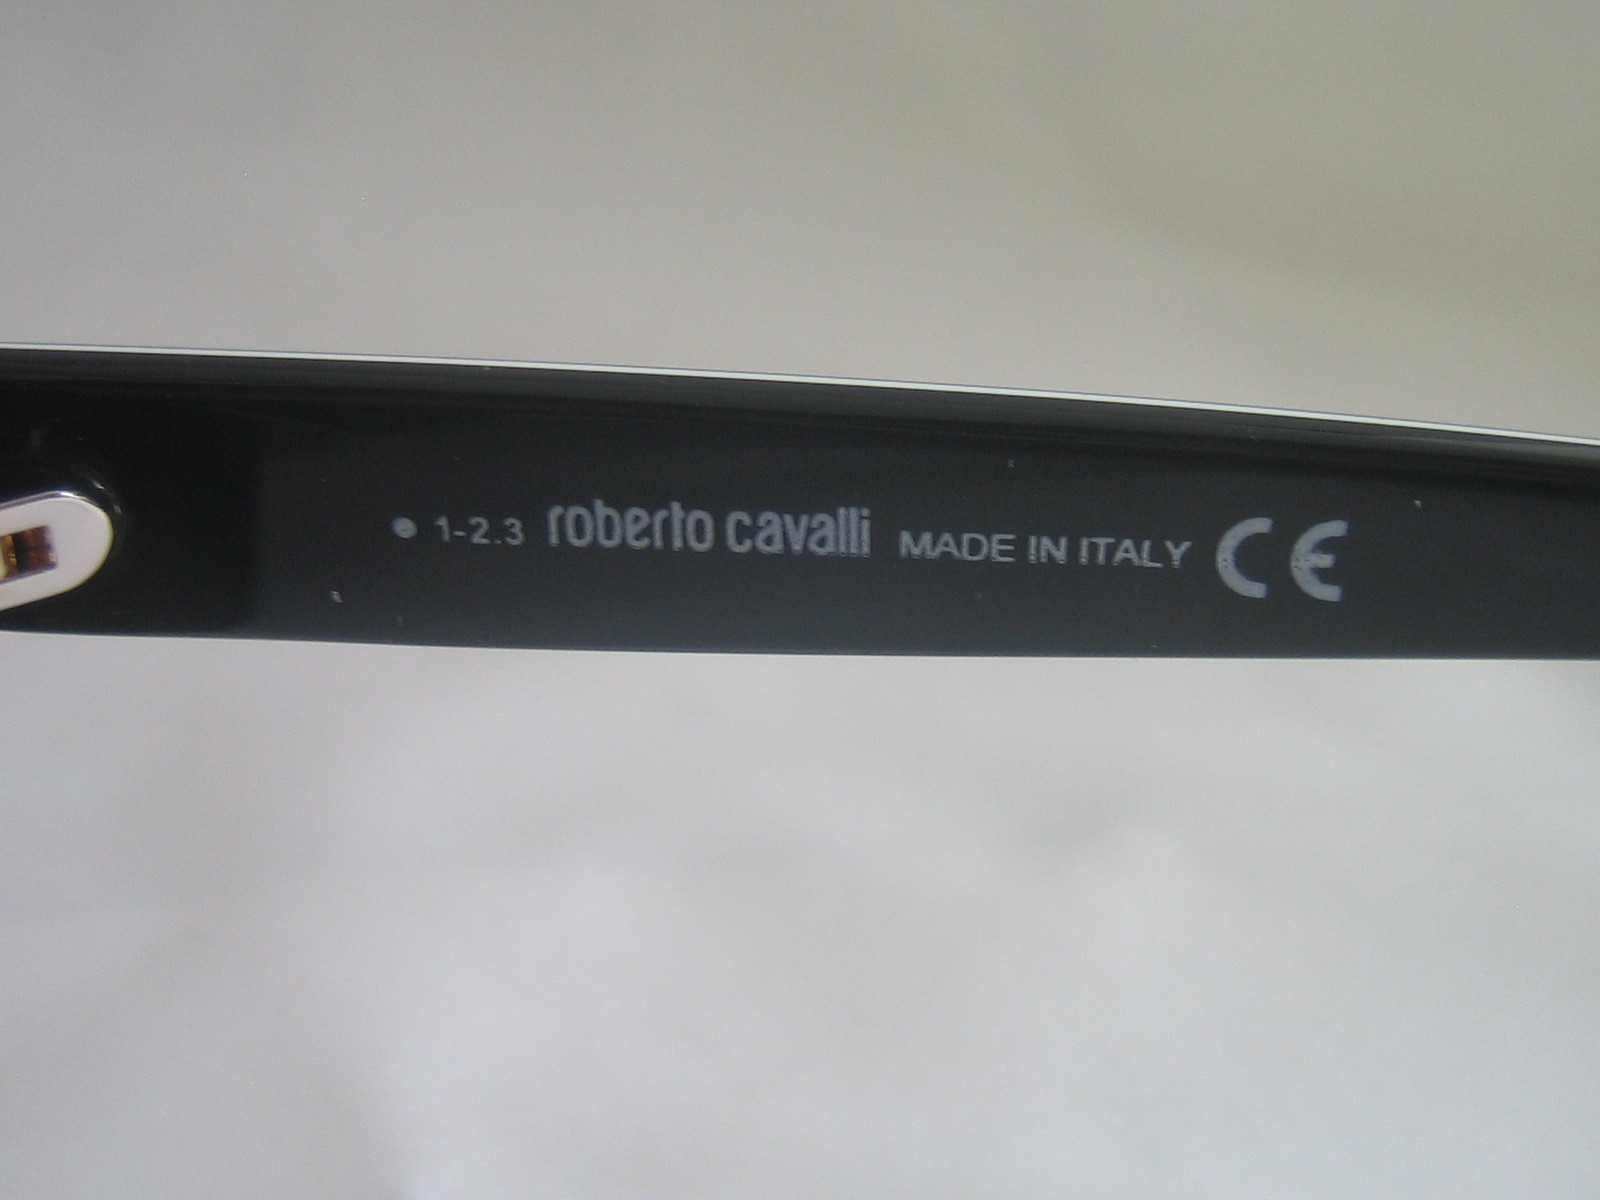 1-2.3 roberto cavalli MADE IN ITALY CE